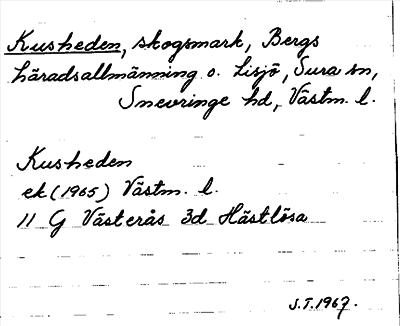 Kusheden, skogsmark, Bergs
häradsallmänning o. Lisjö, Sura sn,
Snevringe hd, Västm. l.
Kusheden
ek (1965) Västm. l.
11 G Västerås 3d Hästlösa
S.T. 1967.